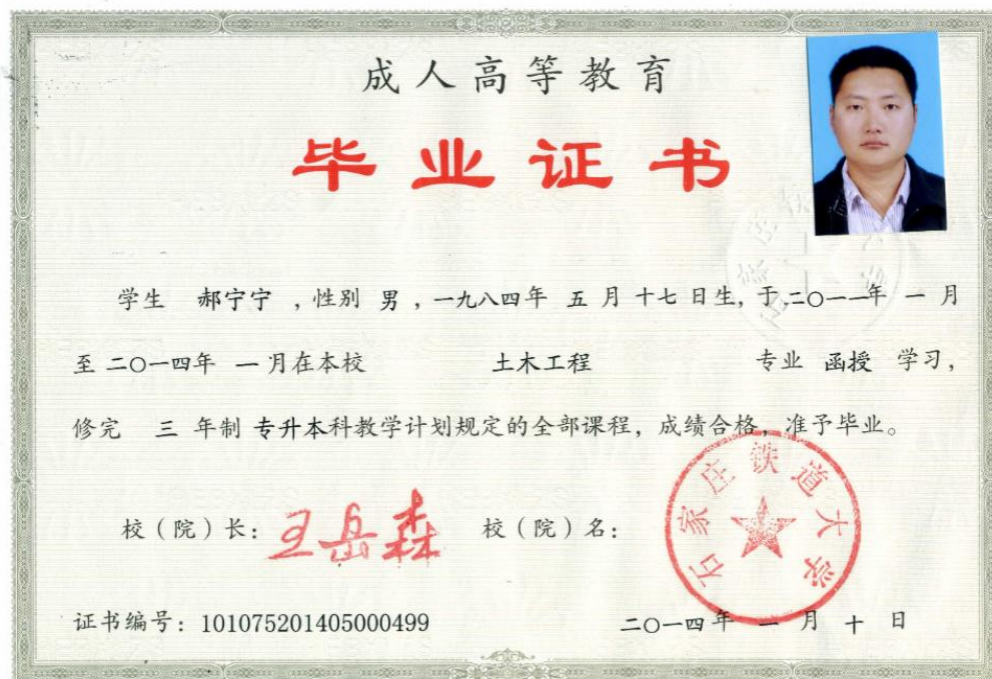 成人高等教育
毕业证书
学生 郝宁宁 ，性别 男 ，一九八四年 五 月 十七 日生，于二〇一一年 一 月
至 二〇一四年 一 月在本校 土木工程 专业 函授 学习，
修完 三 年制 专升本科教学计划规定的全部课程，成绩合格，准予毕业。
校（院）长：王岳森 校（院）名：
石家庄铁道大学
证书编号：101075201405000499 二〇一四年 一 月 十 日